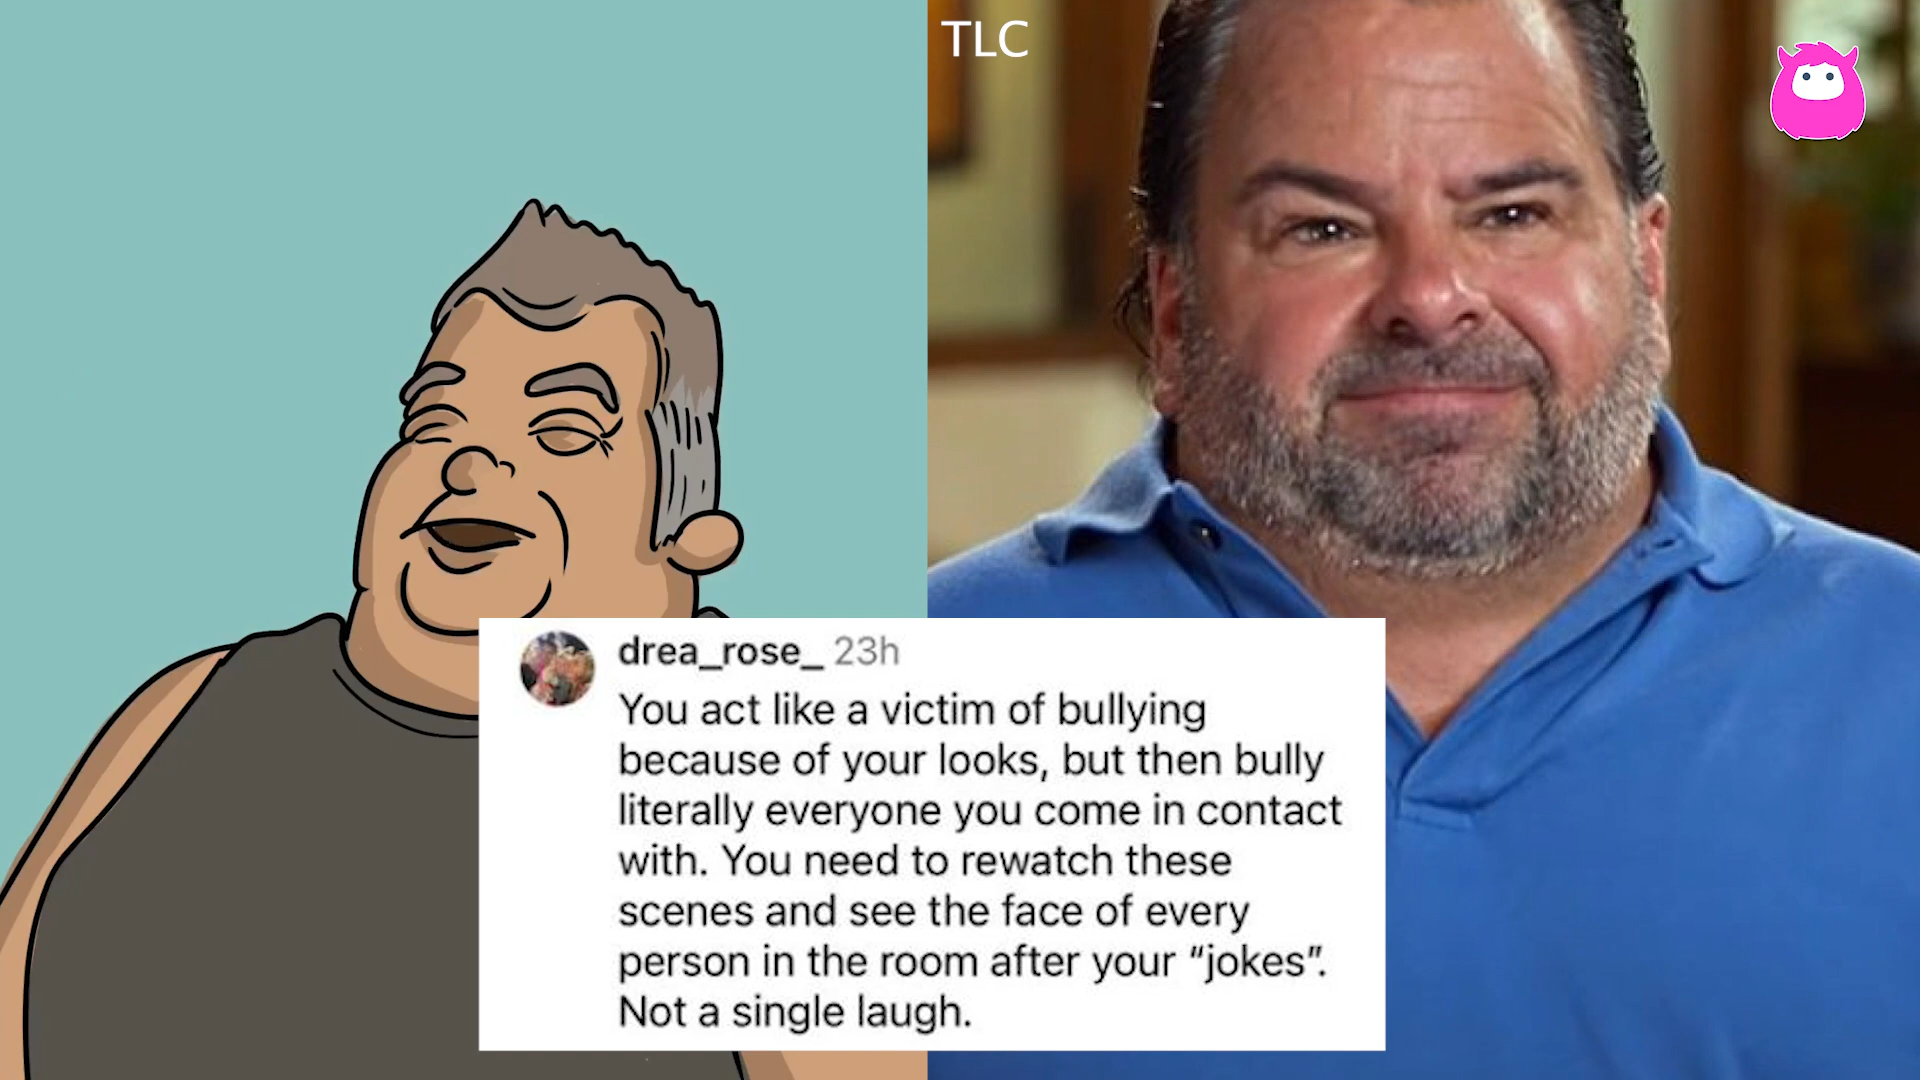 TLC
drea_rose_ 23h
You act like a victim of bullying
because of your looks, but then bully
literally everyone you come in contact
with. You need to rewatch these
scenes and see the face of every
person in the room after your “jokes”.
Not a single laugh.